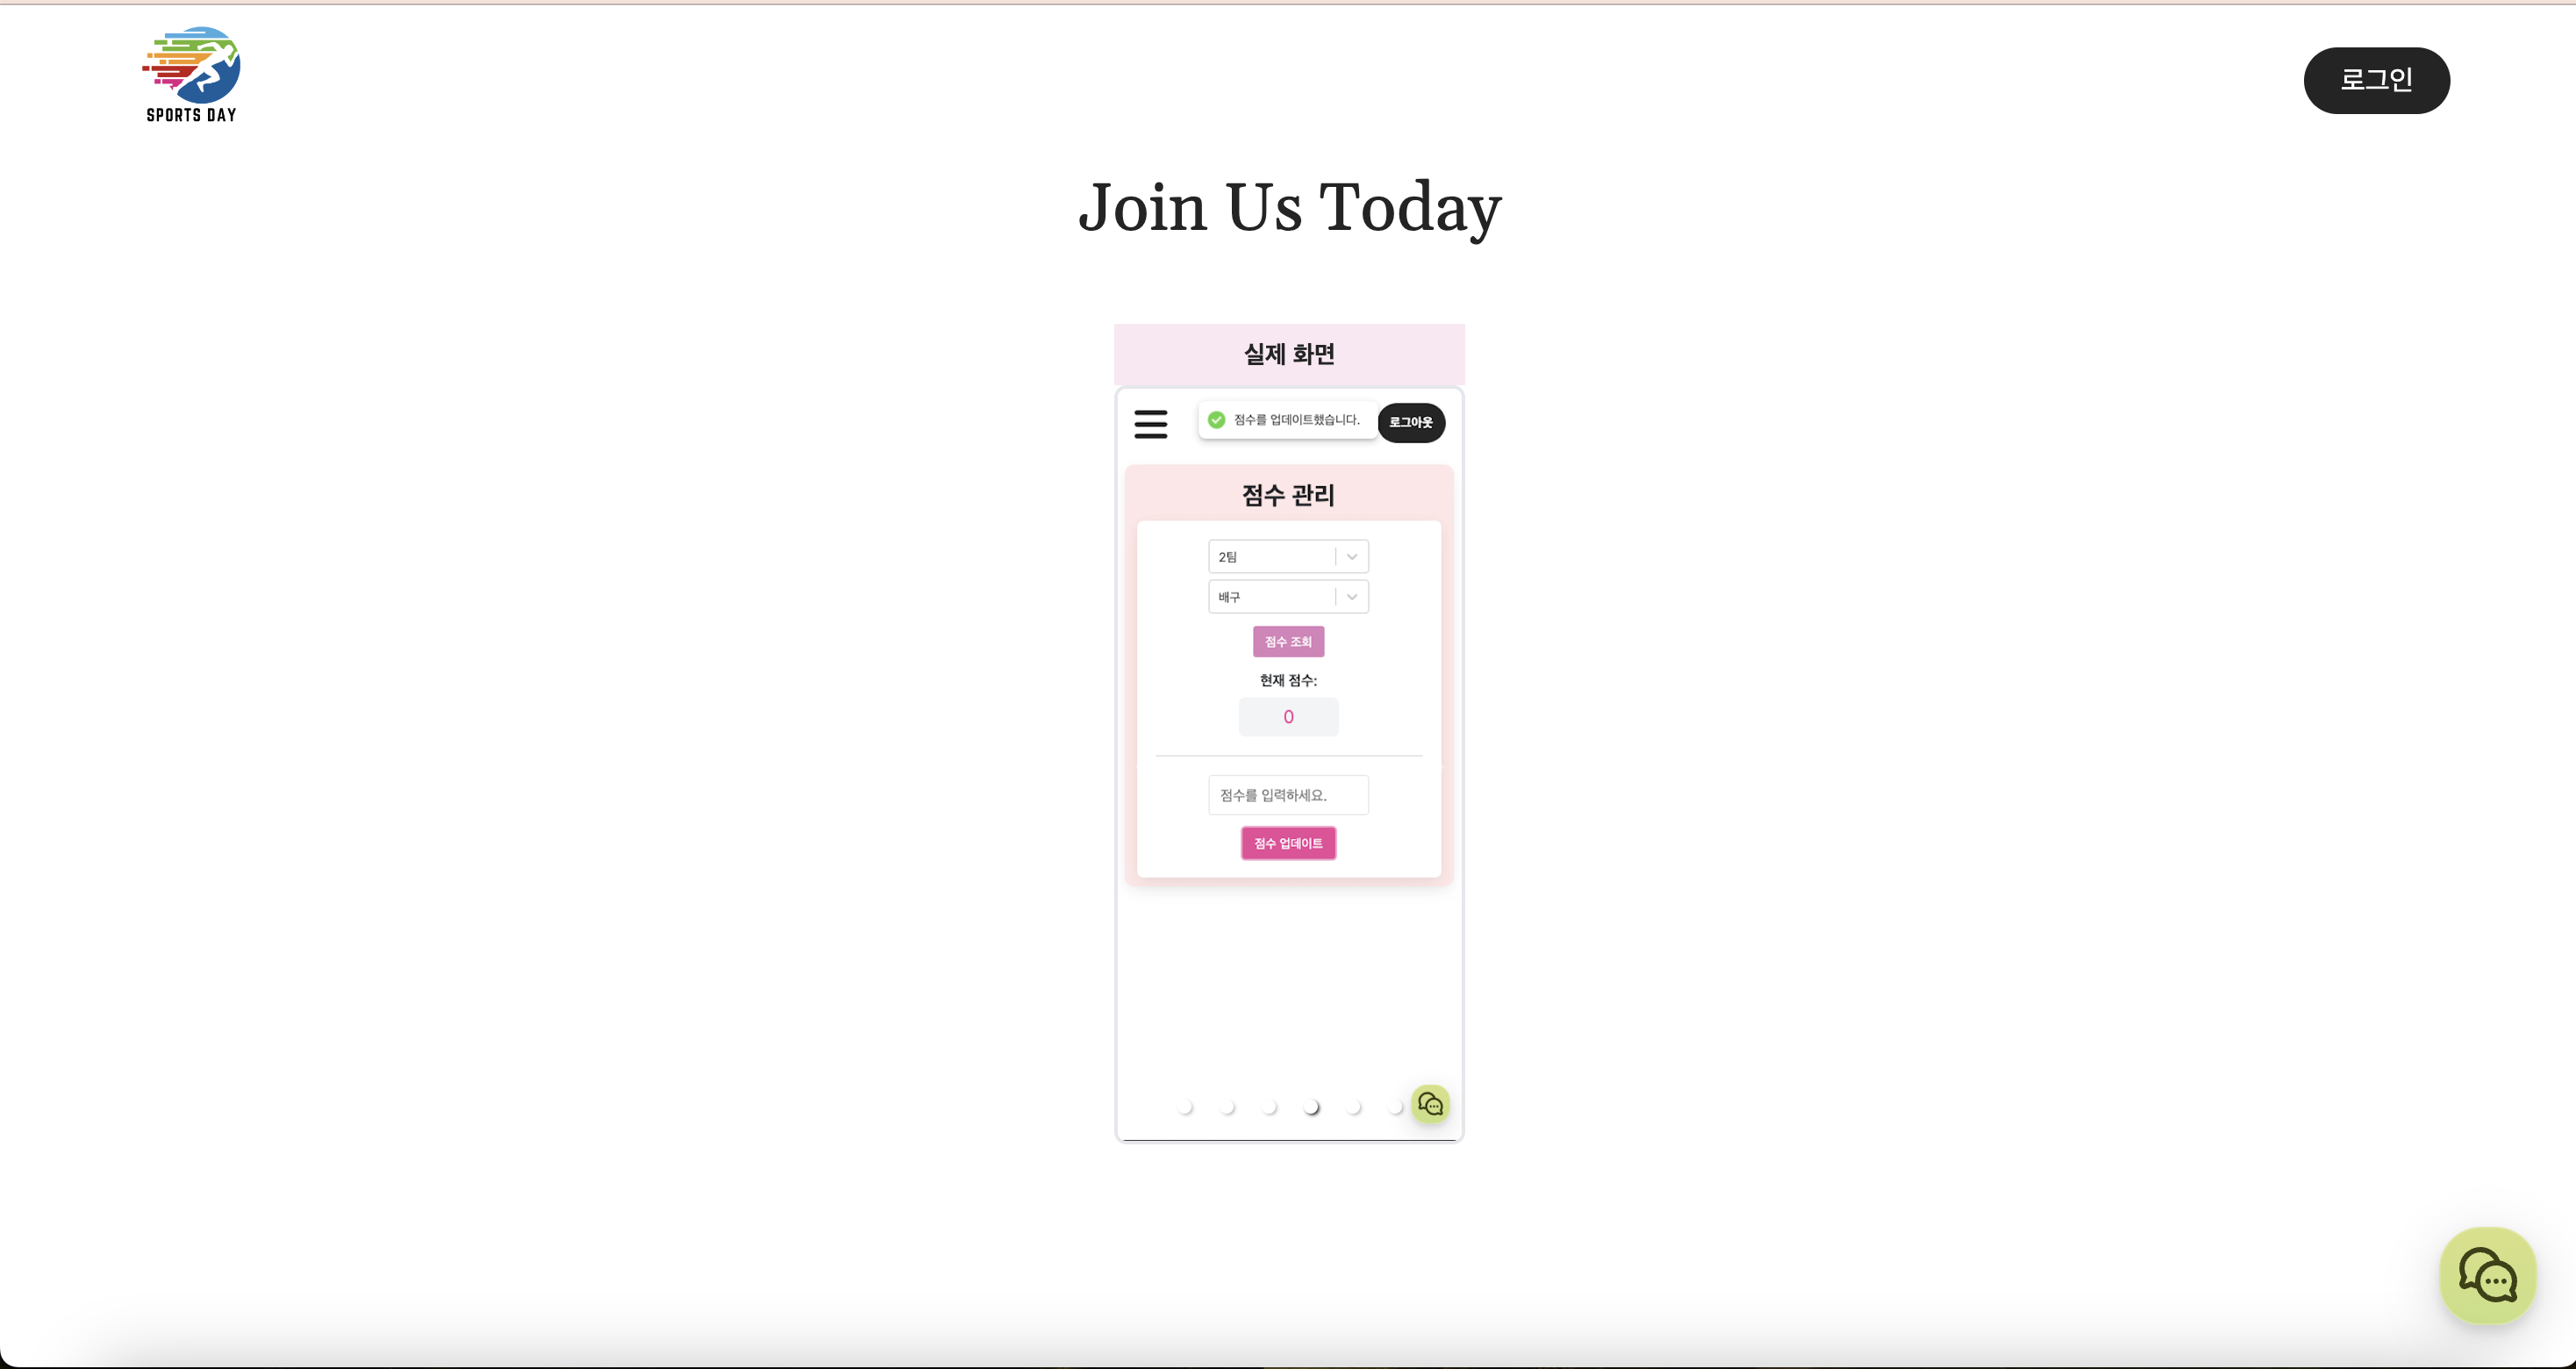 SPORTS DAY
로그인
Join Us Today
실제 화면
점수를 업데이트했습니다.
로그아웃
점수 관리
2팀
배구
점수 조회
현재 점수:
0
점수를 입력하세요.
점수 업데이트